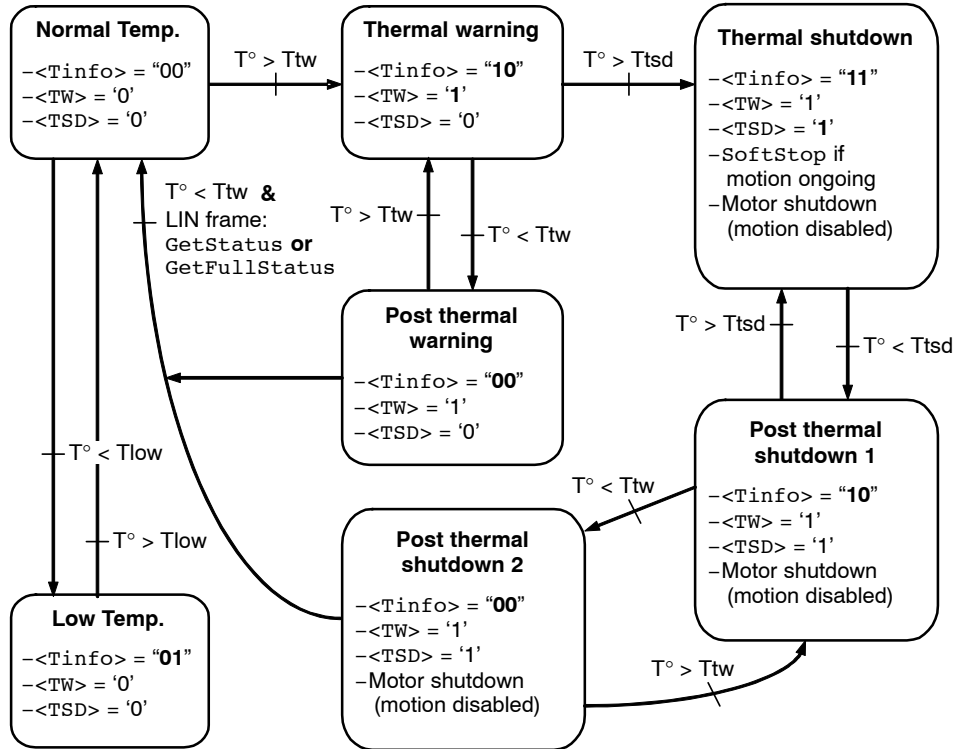 Normal Temp.
–<Tinfo> = “00”
–<TW> = ‘0’
–<TSD> = ‘0’
T° > Ttw
Thermal warning
–<Tinfo> = “10”
–<TW> = ‘1’
–<TSD> = ‘0’
T° > Ttsd
Thermal shutdown
–<Tinfo> = “11”
–<TW> = ‘1’
–<TSD> = ‘1’
–SoftStop if
motion ongoing
–Motor shutdown
(motion disabled)
T° < Ttw &
LIN frame:
GetStatus or
GetFullStatus
T° > Ttw
T° < Ttw
Post thermal
warning
–<Tinfo> = “00”
–<TW> = ‘1’
–<TSD> = ‘0’
T° > Ttsd
T° < Ttsd
Post thermal
shutdown 1
–<Tinfo> = “10”
–<TW> = ‘1’
–<TSD> = ‘1’
–Motor shutdown
(motion disabled)
T° < Tlow
T° > Tlow
T° < Ttw
Post thermal
shutdown 2
–<Tinfo> = “00”
–<TW> = ‘1’
–<TSD> = ‘1’
–Motor shutdown
(motion disabled)
T° > Ttw
Low Temp.
–<Tinfo> = “01”
–<TW> = ‘0’
–<TSD> = ‘0’